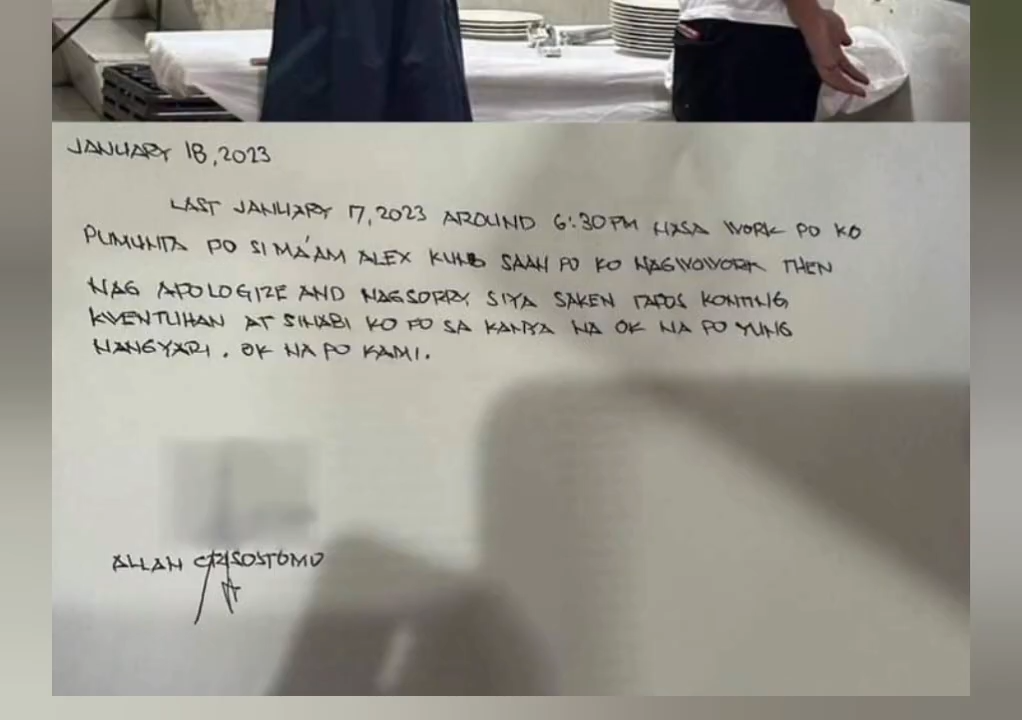 JANUARY 18, 2023
LAST JANUARY 17, 2023 AROUND 6:30PM NASA WORK PO KO
PUMUNTA PO SI MA'AM ALEX KUNG SAAN PO KO NAGWOWORK THEN
NAG APOLOGIZE AND NAGSORRY SIYA SAKEN TAPOS KONTING
KWENTUHAN AT SINABI KO PO SA KANYA NA OK NA PO YUNG
NANGYARI. OK NA PO KAMI.
ALLAN CRISOSTOMO